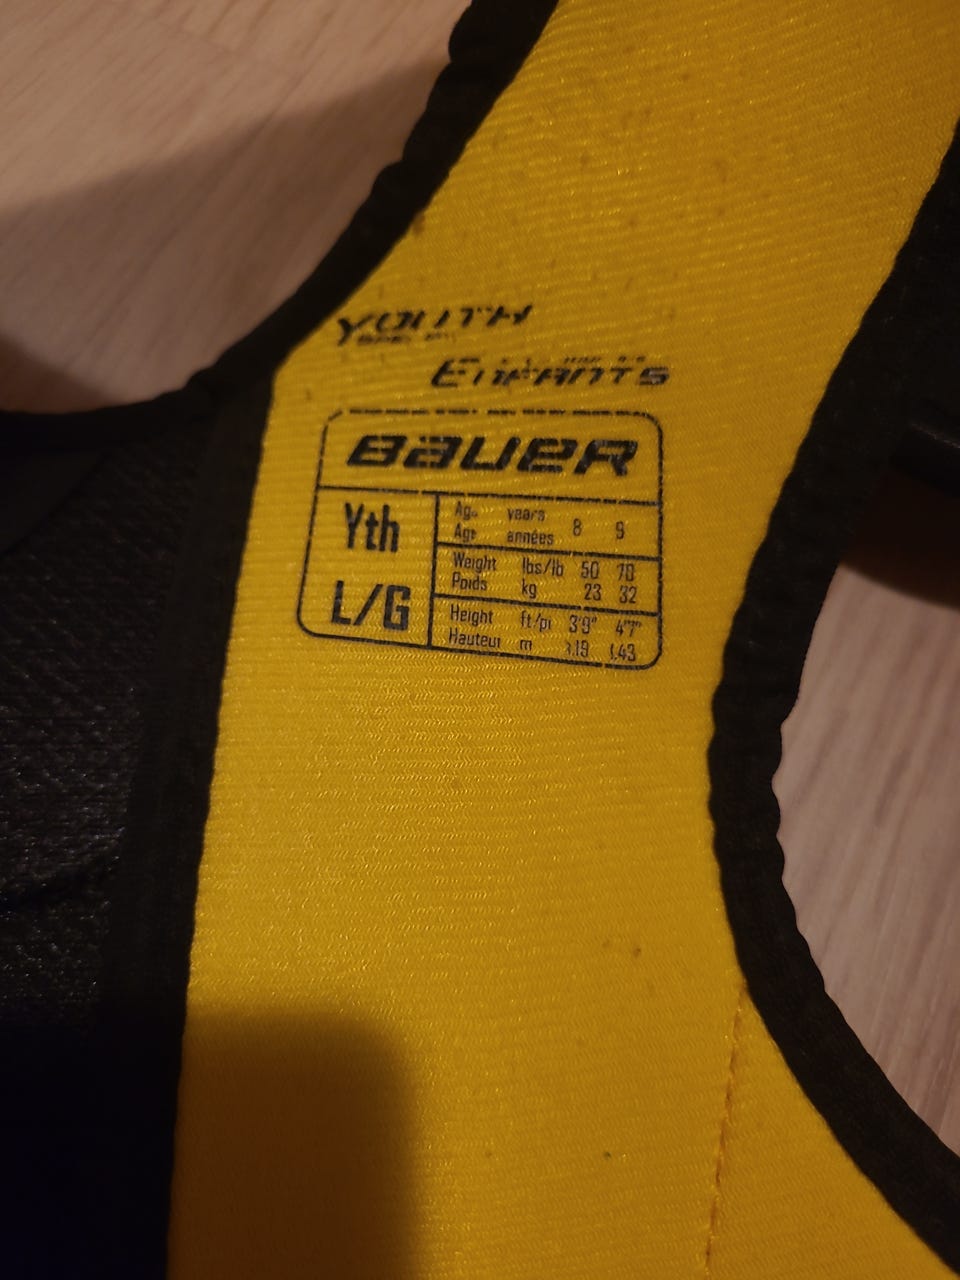 YOUTH
ENFANTS
BAUER
Yth
L/G
Age years 8 9
Age années
Weight lbs/lb 50 70
Poids kg 23 32
Height ft/pi 3'9" 4'7"
Hauteur m 1.19 1.43